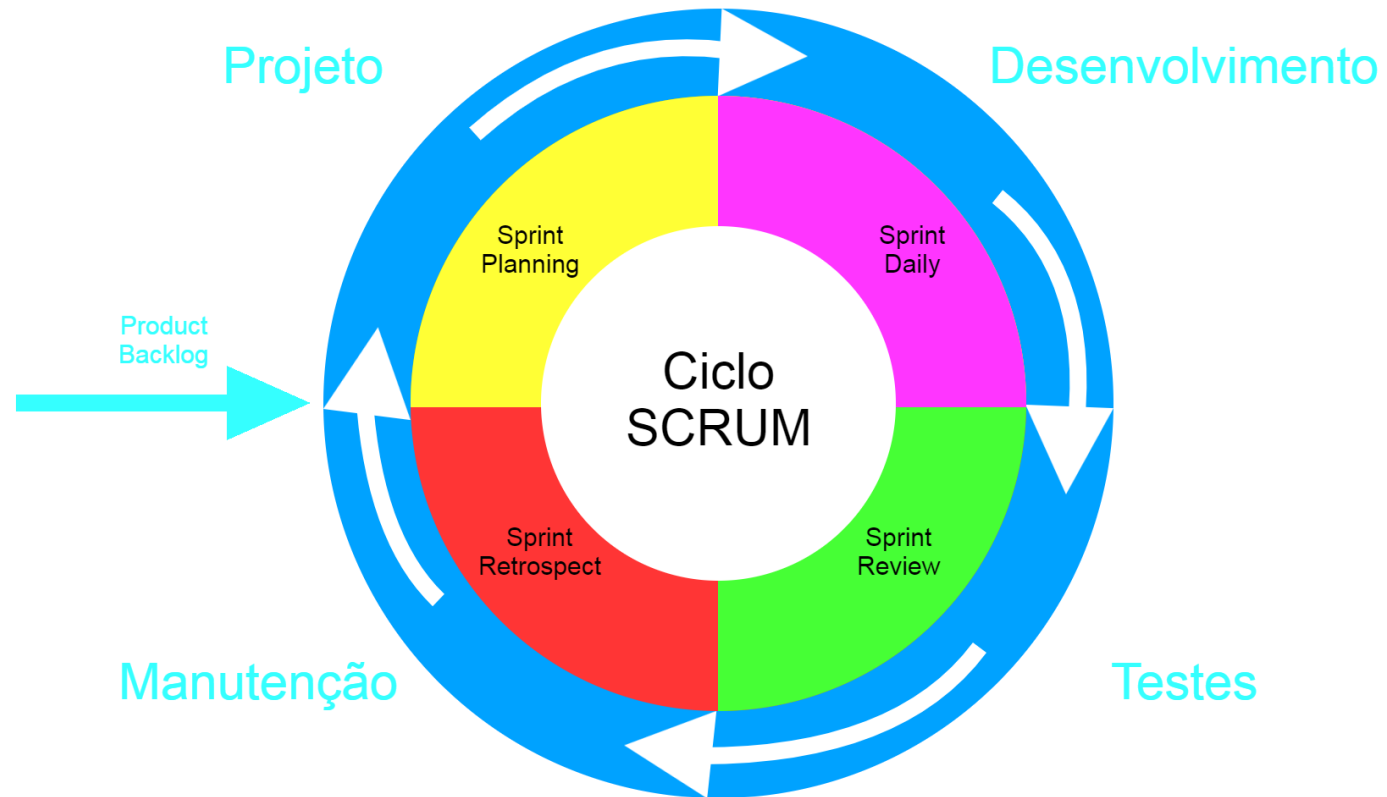 Projeto
Desenvolvimento
Sprint
Planning
Sprint
Daily
Product
Backlog
Ciclo
SCRUM
Sprint
Retrospect
Sprint
Review
Manutenção
Testes